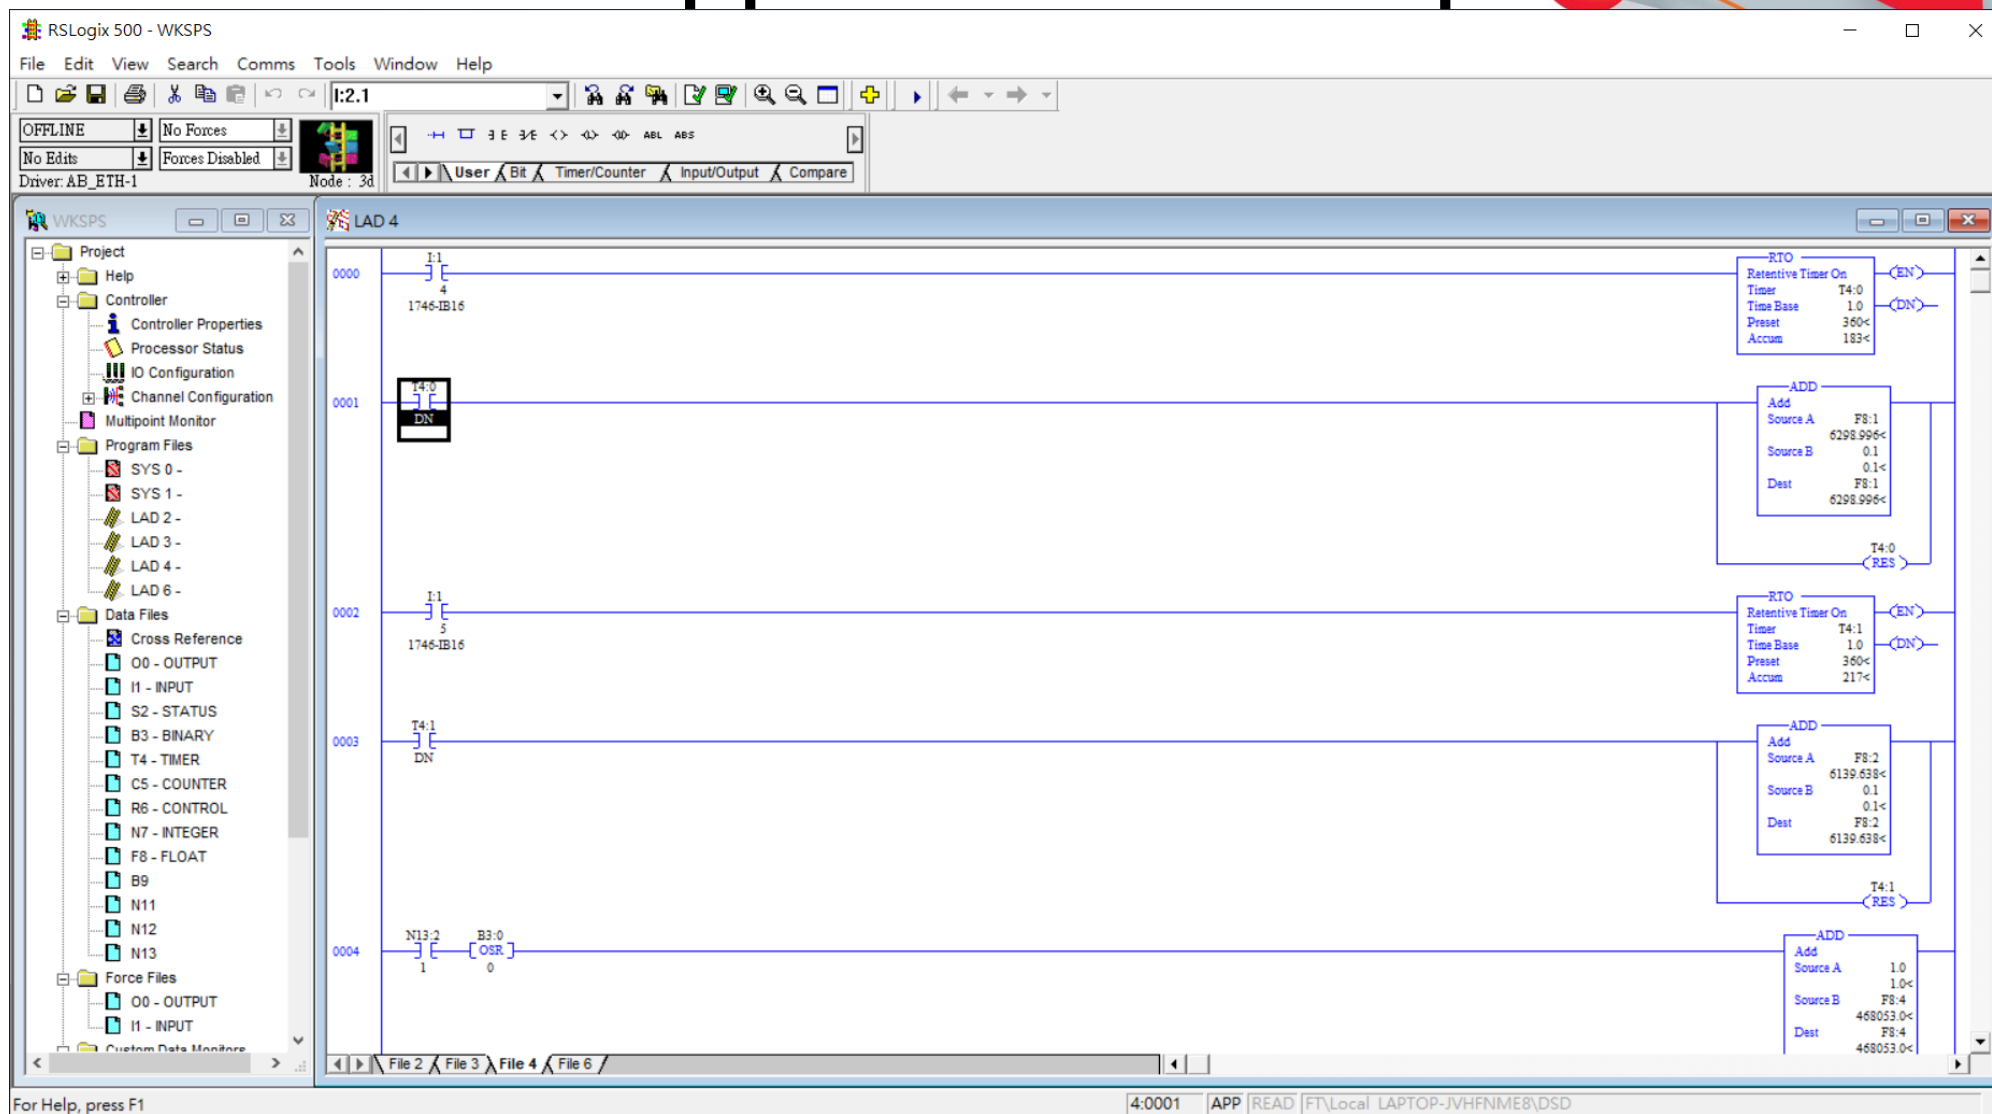 RSLogix 500 - WKSPS
File Edit View Search Comms Tools Window Help
I:2.1
OFFLINE No Forces
No Edits Forces Disabled
Driver: AB_ETH-1 Node : 3d
ABL ABS
User Bit Timer/Counter Input/Output Compare
WKSPS
Project
Help
Controller
Controller Properties
Processor Status
IO Configuration
Channel Configuration
Multipoint Monitor
Program Files
SYS 0 -
SYS 1 -
LAD 2 -
LAD 3 -
LAD 4 -
LAD 6 -
Data Files
Cross Reference
O0 - OUTPUT
I1 - INPUT
S2 - STATUS
B3 - BINARY
T4 - TIMER
C5 - COUNTER
R6 - CONTROL
N7 - INTEGER
F8 - FLOAT
B9
N11
N12
N13
Force Files
O0 - OUTPUT
I1 - INPUT
Custom Data Monitors
LAD 4
0000
I:1
4
1746-IB16
RTO
Retentive Timer On
Timer T4:0
Time Base 1.0
Preset 360<
Accum 183<
EN
DN
0001
T4:0
DN
ADD
Add
Source A F8:1
6298.996<
Source B 0.1
0.1<
Dest F8:1
6298.996<
T4:0
RES
0002
I:1
5
1746-IB16
RTO
Retentive Timer On
Timer T4:1
Time Base 1.0
Preset 360<
Accum 217<
EN
DN
0003
T4:1
DN
ADD
Add
Source A F8:2
6139.638<
Source B 0.1
0.1<
Dest F8:2
6139.638<
T4:1
RES
0004
N13:2
1
B3:0
OSR
0
ADD
Add
Source A 1.0
1.0<
Source B F8:4
468053.0<
Dest F8:4
468053.0<
File 2 File 3 File 4 File 6
For Help, press F1
4:0001 APP READ FT\Local LAPTOP-JVHFNME8\DSD